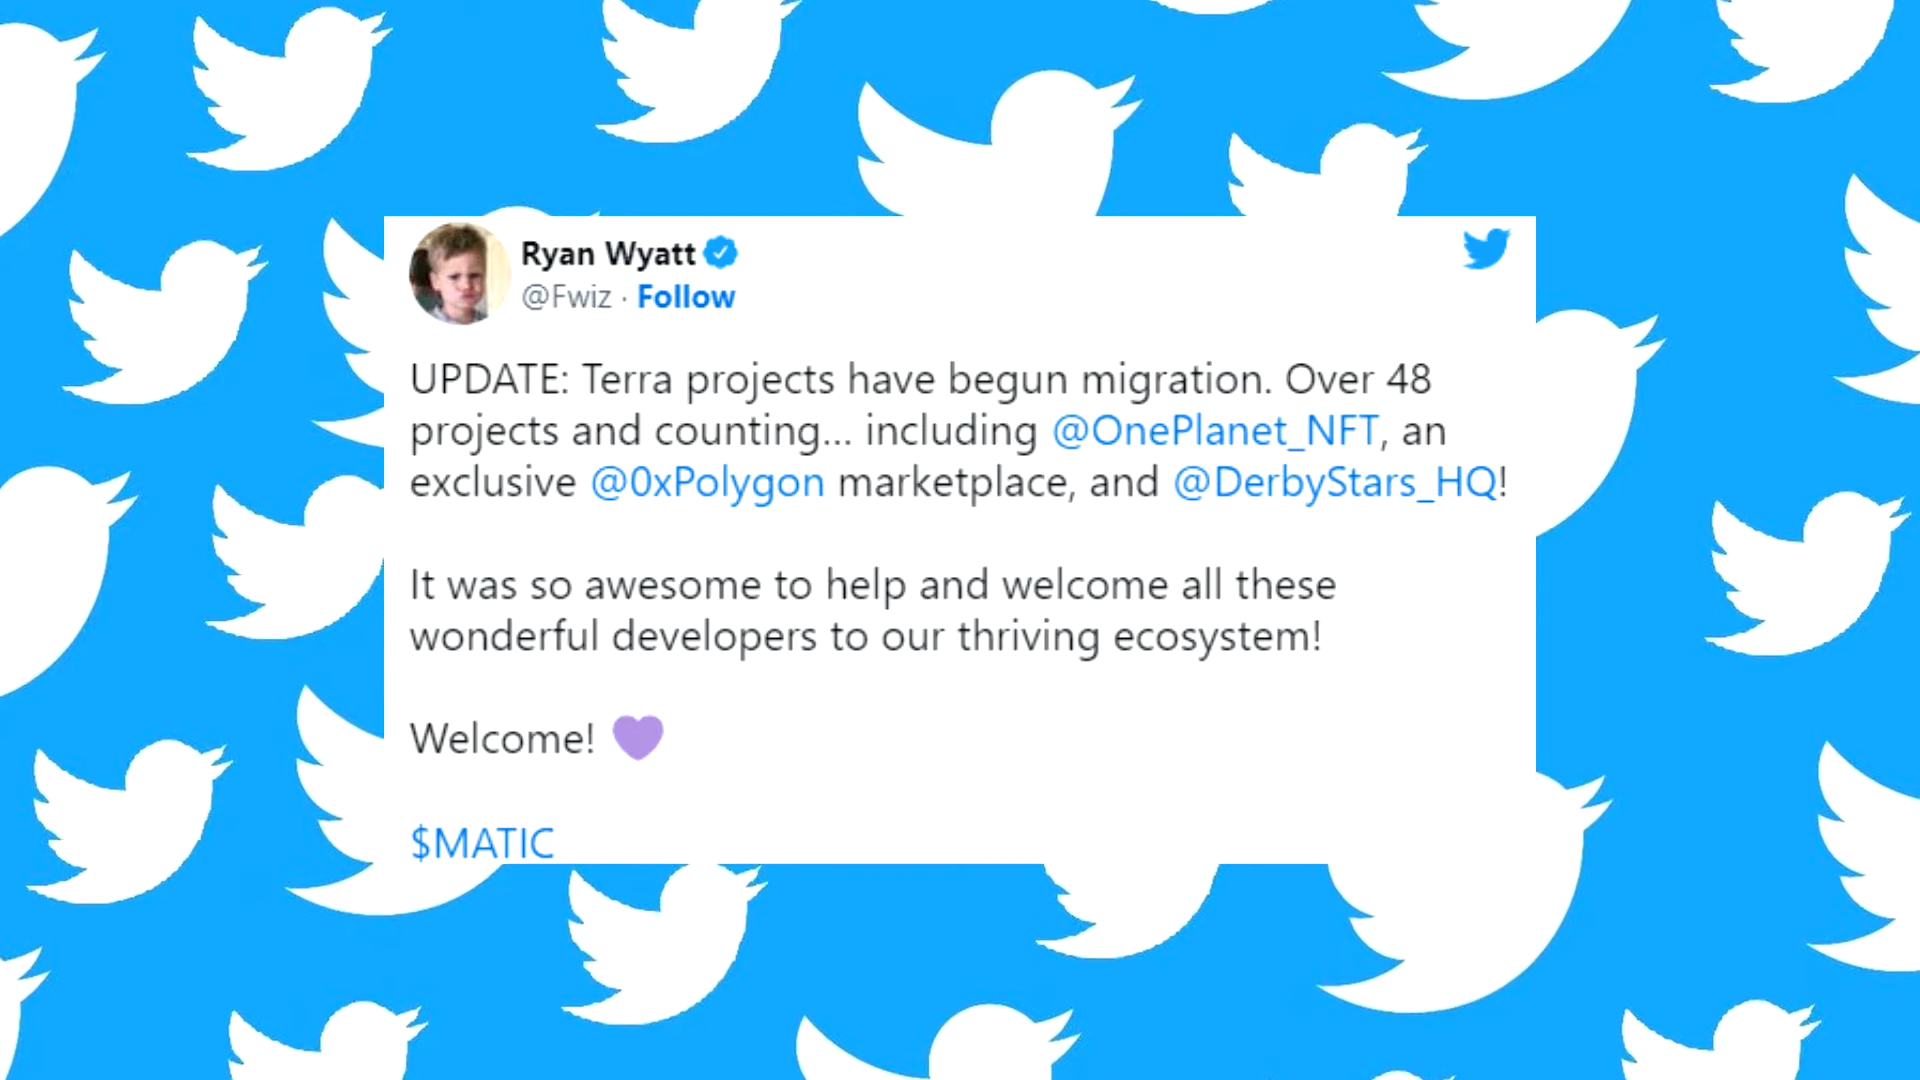 Ryan Wyatt
@Fwiz · Follow
UPDATE: Terra projects have begun migration. Over 48
projects and counting... including @OnePlanet_NFT, an
exclusive @0xPolygon marketplace, and @DerbyStars_HQ!
It was so awesome to help and welcome all these
wonderful developers to our thriving ecosystem!
Welcome! 💜
$MATIC